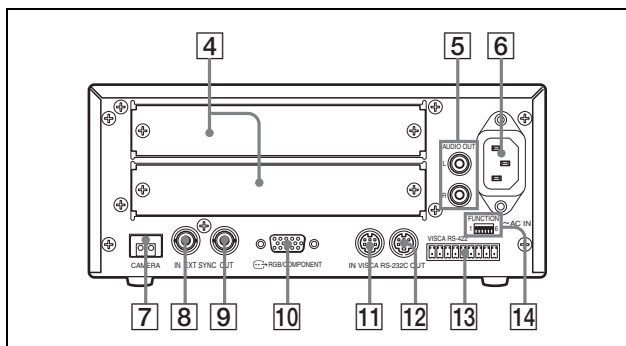 4
5
6
AUDIO OUT
L
R
FUNCTION
1 6
~AC IN
VISCA RS-422
CAMERA
IN EXT SYNC OUT
RGB/COMPONENT
IN VISCA RS-232C OUT
7
8
9
10
11
12
13
14